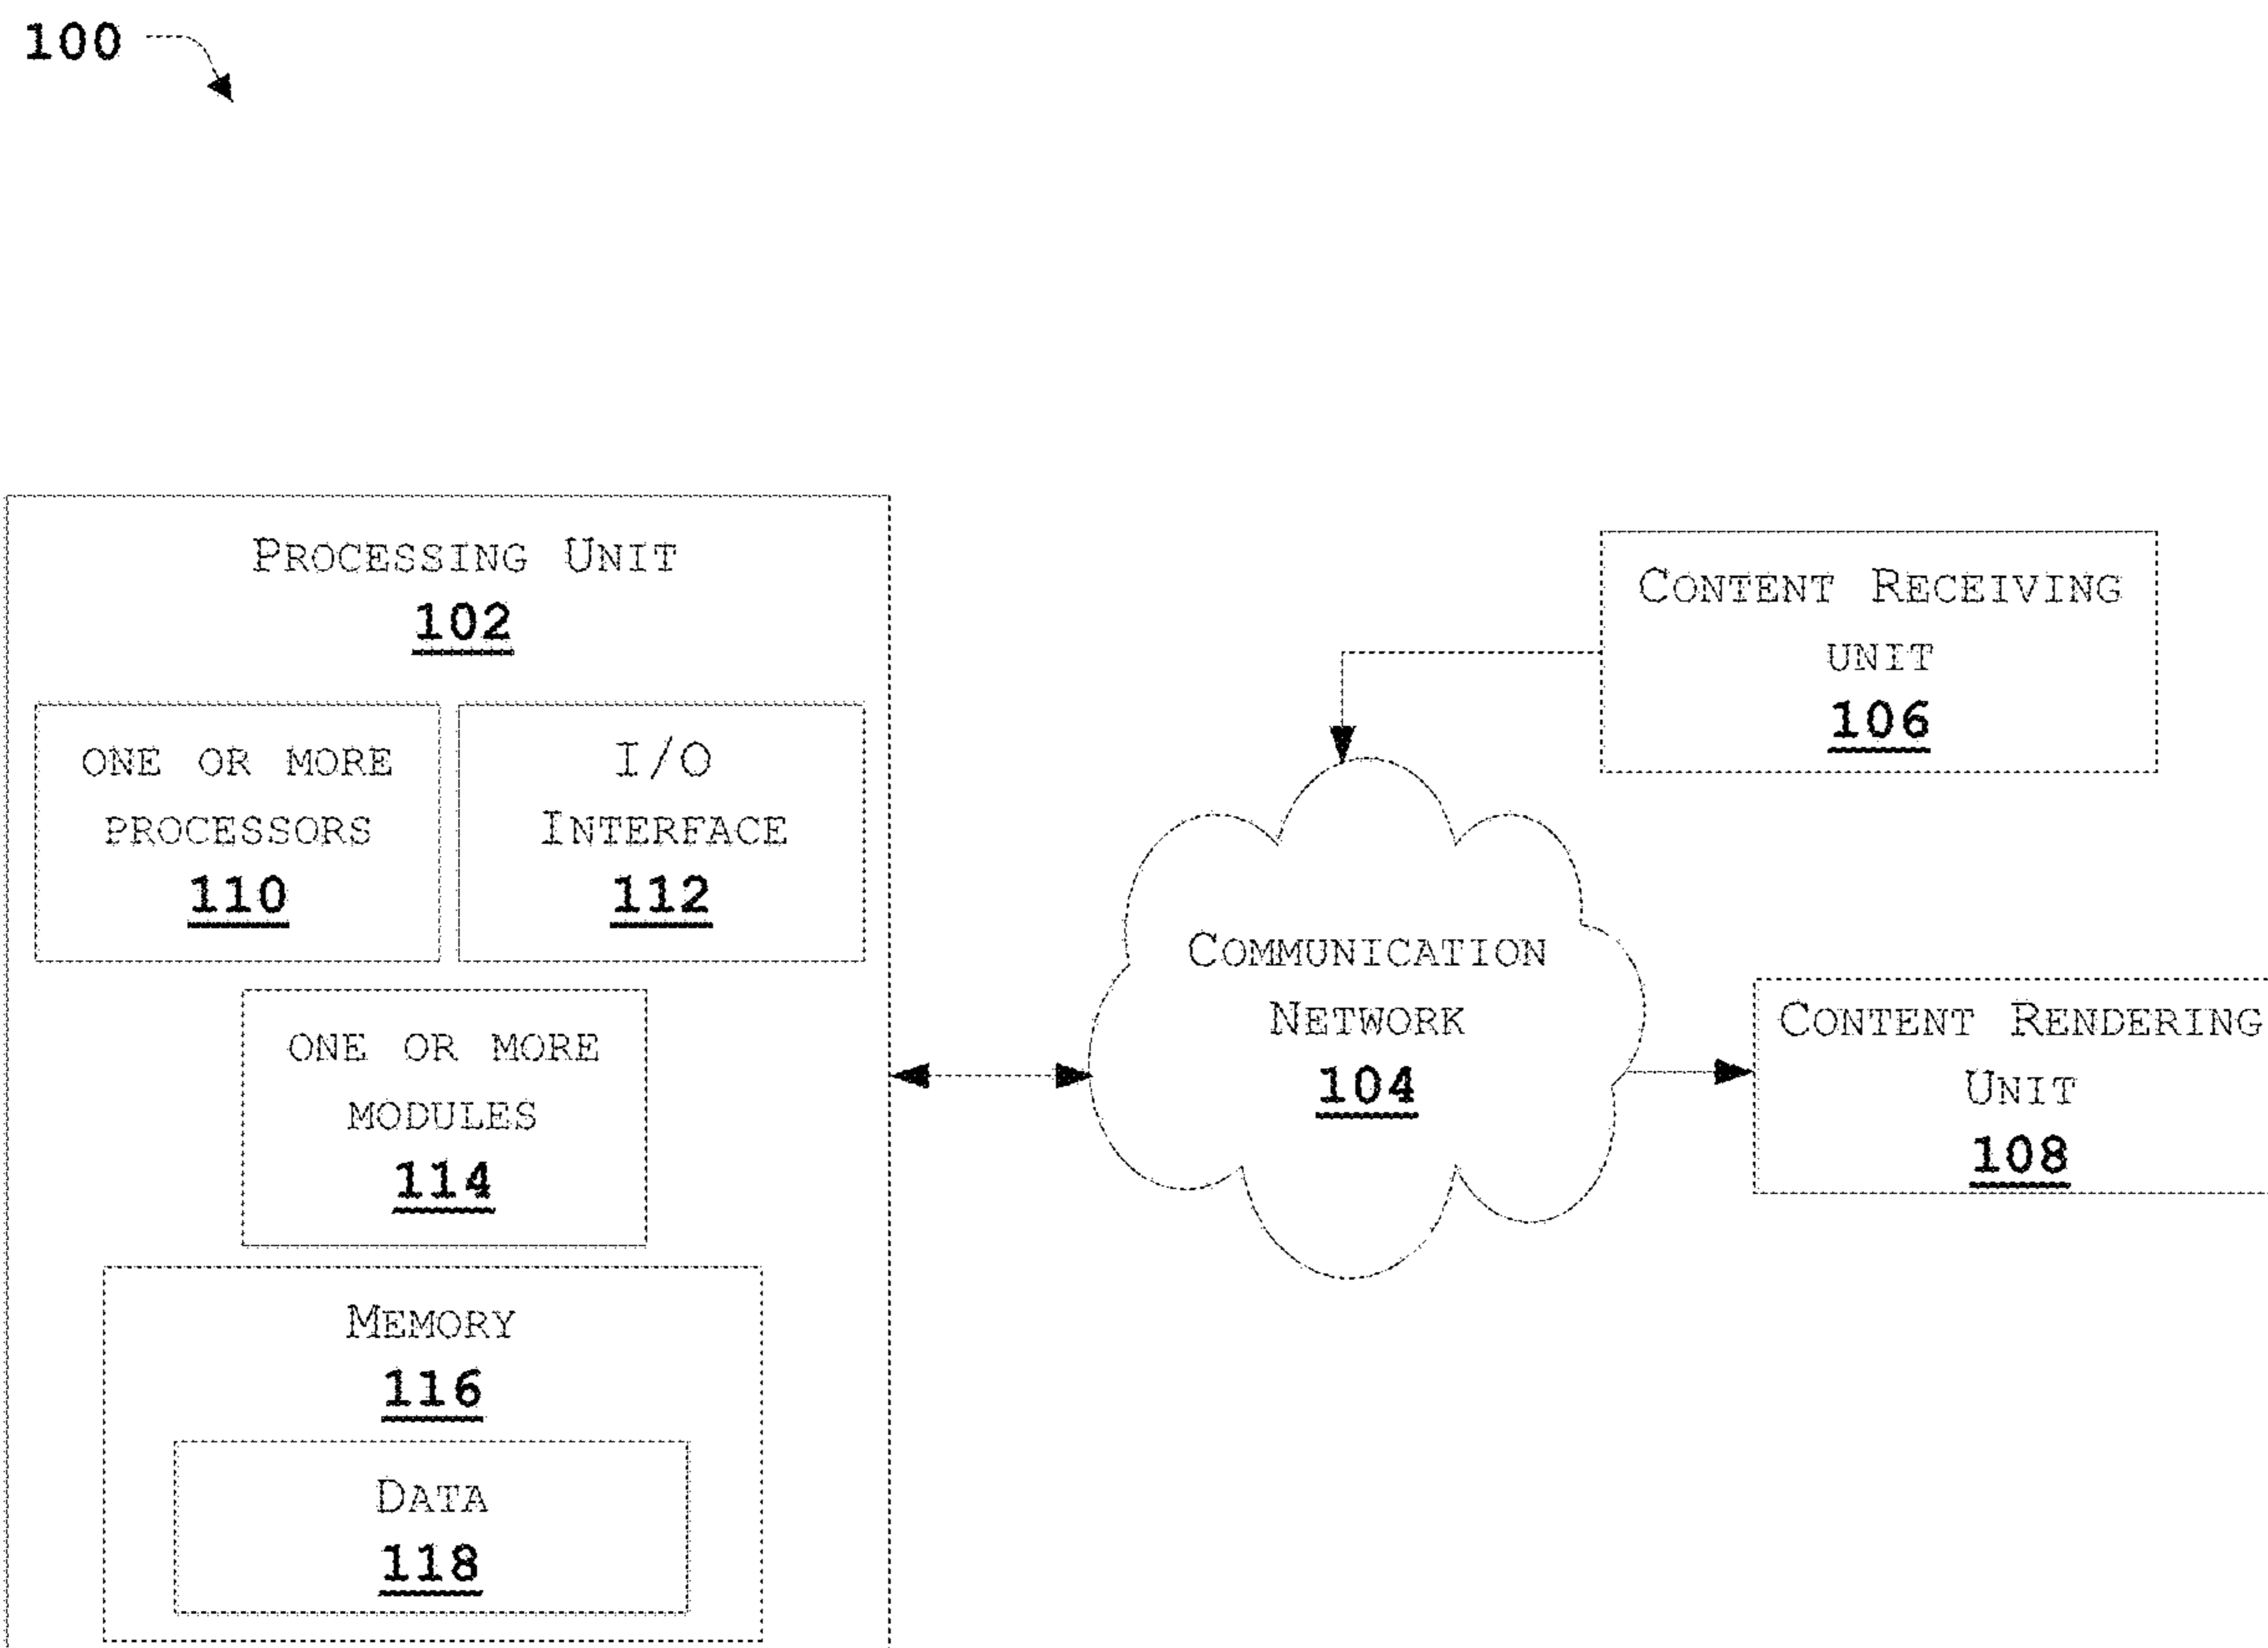 100
PROCESSING UNIT
102
ONE OR MORE
PROCESSORS
110
I/O
INTERFACE
112
ONE OR MORE
MODULES
114
MEMORY
116
DATA
118
COMMUNICATION
NETWORK
104
CONTENT RECEIVING
UNIT
106
CONTENT RENDERING
UNIT
108